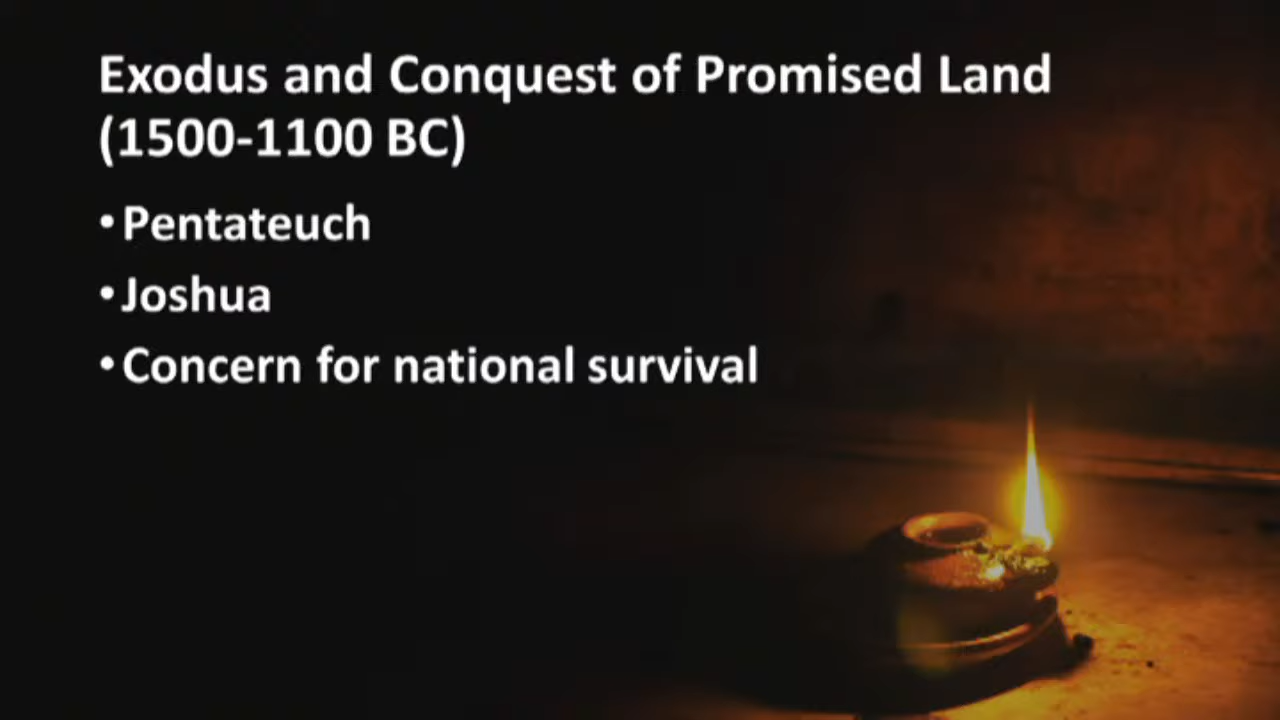 Exodus and Conquest of Promised Land
(1500-1100 BC)
•Pentateuch
•Joshua
•Concern for national survival